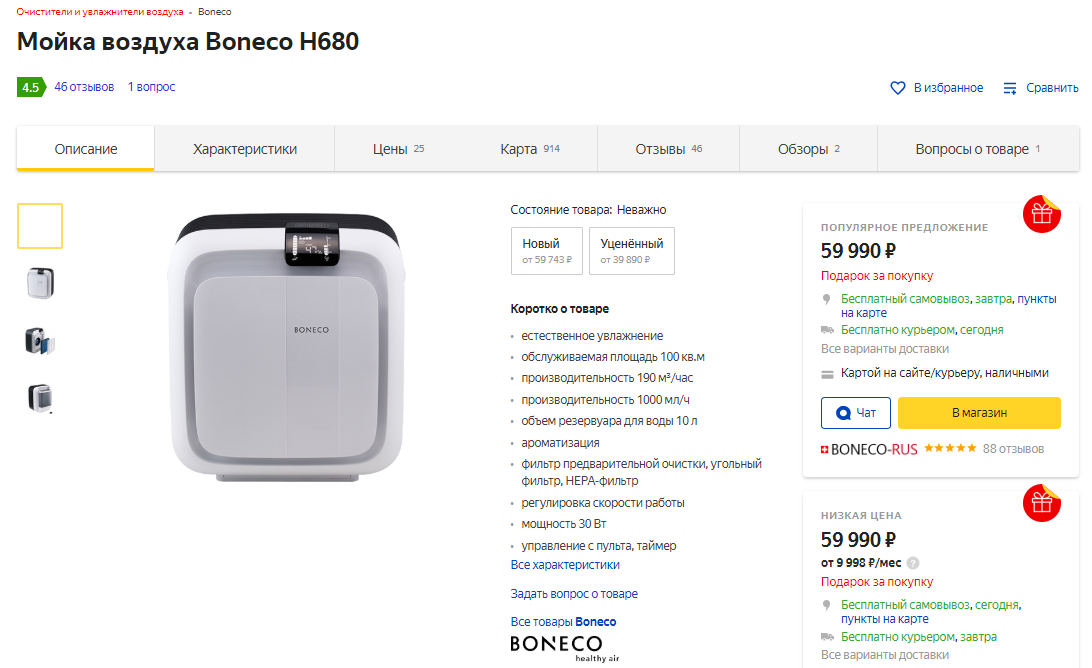 Очистители и увлажнители воздуха - Boneco
Мойка воздуха Boneco H680
4.5 46 отзывов 1 вопрос
В избранное Сравнить
Описание Характеристики Цены 25 Карта 914 Отзывы 46 Обзоры 2 Вопросы о товаре 1
BONECO
Состояние товара: Неважно
Новый
от 59 743 ₽
Уценённый
от 39 890 ₽
Коротко о товаре
• естественное увлажнение
• обслуживаемая площадь 100 кв.м
• производительность 190 м³/час
• производительность 1000 мл/ч
• объем резервуара для воды 10 л
• ароматизация
• фильтр предварительной очистки, угольный
фильтр, HEPA-фильтр
• регулировка скорости работы
• мощность 30 Вт
• управление с пульта, таймер
Все характеристики
Задать вопрос о товаре
Все товары Boneco
BONECO
healthy air
ПОПУЛЯРНОЕ ПРЕДЛОЖЕНИЕ
59 990 ₽
Подарок за покупку
Бесплатный самовывоз, завтра, пункты
на карте
Бесплатно курьером, сегодня
Все варианты доставки
Картой на сайте/курьеру, наличными
Чат В магазин
BONECO-RUS 88 отзывов
НИЗКАЯ ЦЕНА
59 990 ₽
от 9 998 ₽/мес ?
Подарок за покупку
Бесплатный самовывоз, сегодня,
пункты на карте
Бесплатно курьером, завтра
Все варианты доставки